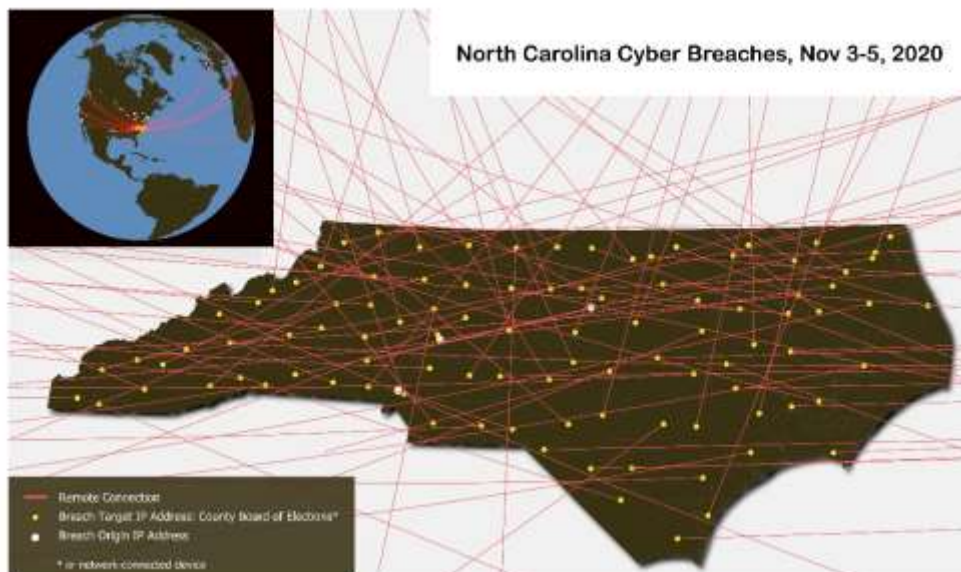 North Carolina Cyber Breaches, Nov 3-5, 2020
Remote Connection
Breach Target IP Address: County Board of Elections*
Breach Origin IP Address
* or network-connected device